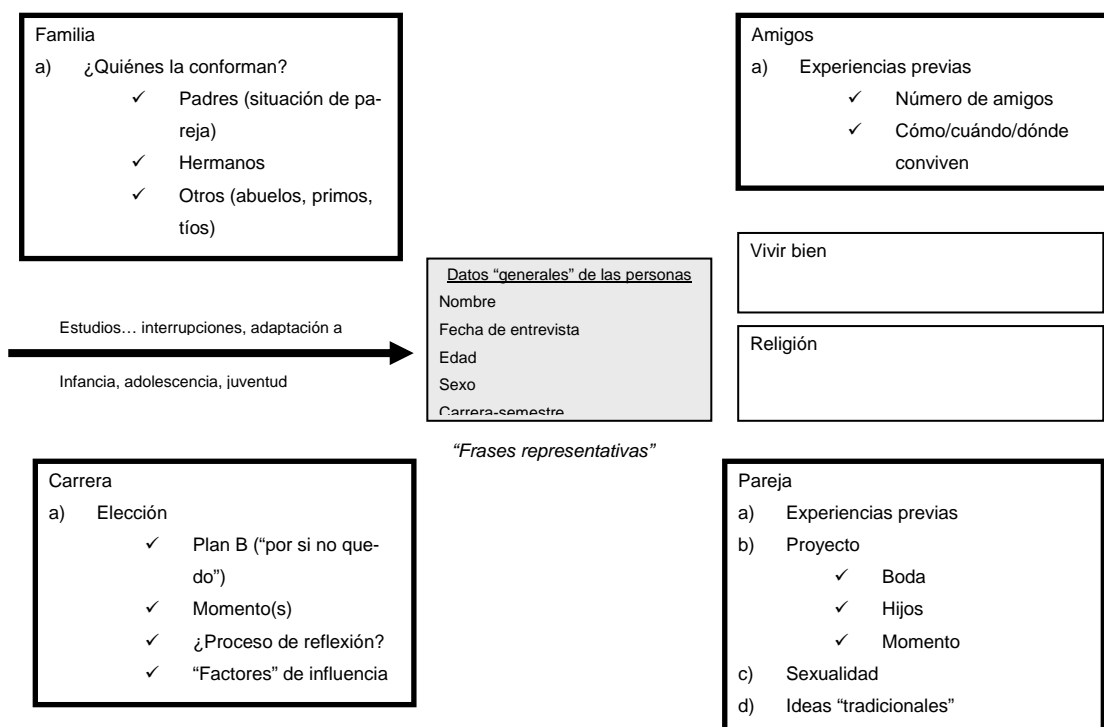 Familia
a) ¿Quiénes la conforman?
✓ Padres (situación de pa-
reja)
✓ Hermanos
✓ Otros (abuelos, primos,
tíos)
Amigos
a) Experiencias previas
✓ Número de amigos
✓ Cómo/cuándo/dónde
conviven
Vivir bien
Religión
Estudios… interrupciones, adaptación a
Infancia, adolescencia, juventud
Datos “generales” de las personas
Nombre
Fecha de entrevista
Edad
Sexo
Carrera-semestre
“Frases representativas”
Carrera
a) Elección
✓ Plan B (“por si no que-
do”)
✓ Momento(s)
✓ ¿Proceso de reflexión?
✓ “Factores” de influencia
Pareja
a) Experiencias previas
b) Proyecto
✓ Boda
✓ Hijos
✓ Momento
c) Sexualidad
d) Ideas “tradicionales”